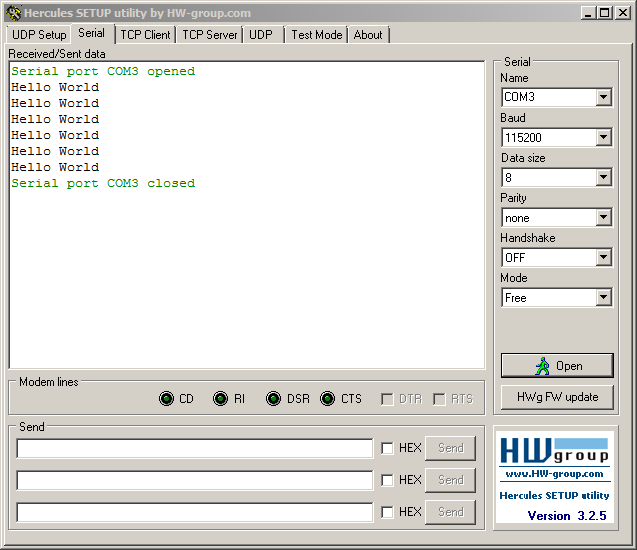 Hercules SETUP utility by HW-group.com
UDP Setup Serial TCP Client TCP Server UDP Test Mode About
Received/Sent data
Serial port COM3 opened
Hello World
Hello World
Hello World
Hello World
Hello World
Hello World
Serial port COM3 closed
Serial
Name
COM3
Baud
115200
Data size
8
Parity
none
Handshake
OFF
Mode
Free
Open
HWg FW update
Modem lines
CD RI DSR CTS DTR RTS
Send
HEX Send
HEX Send
HEX Send
HWgroup
www.HW-group.com
Hercules SETUP utility
Version 3.2.5